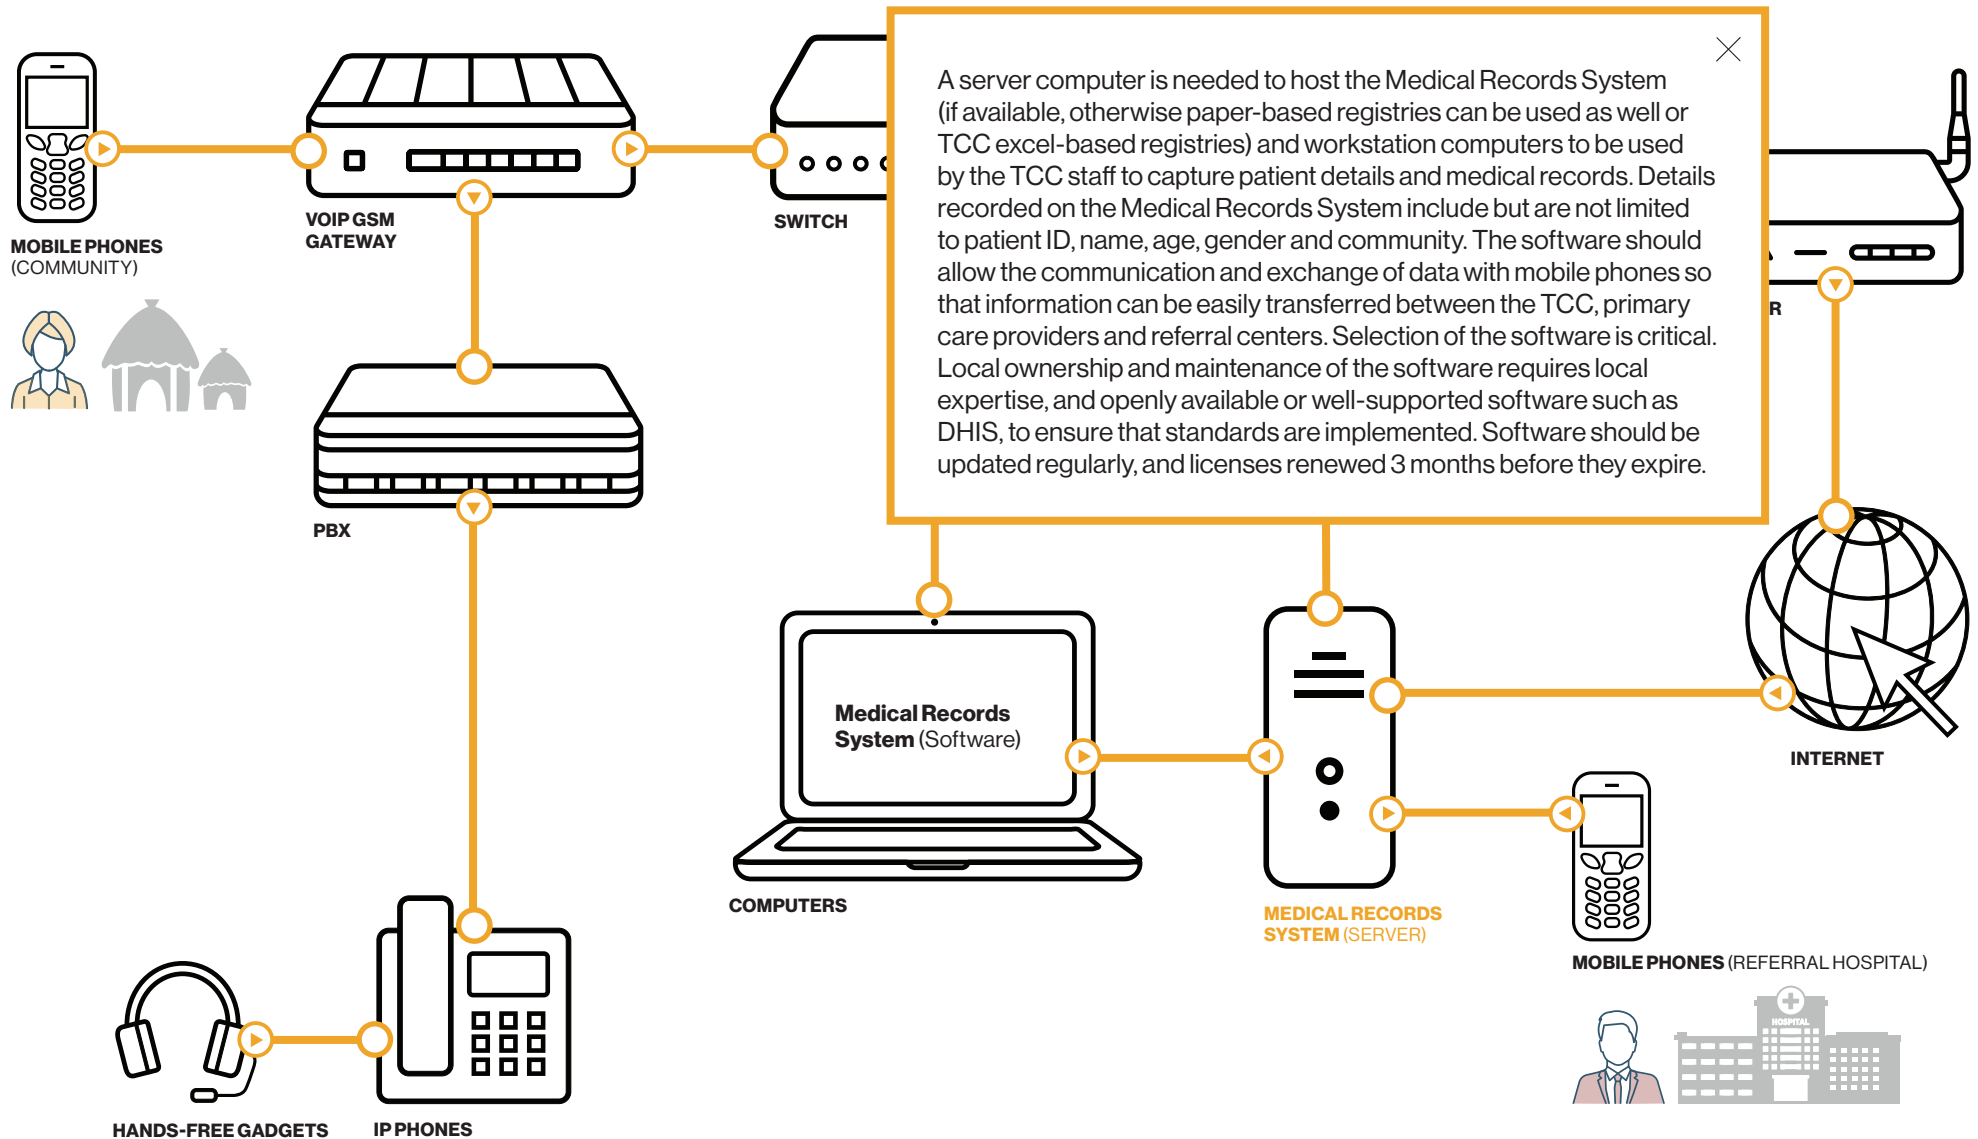 A server computer is needed to host the Medical Records System
(if available, otherwise paper-based registries can be used as well or
TCC excel-based registries) and workstation computers to be used
by the TCC staff to capture patient details and medical records. Details
recorded on the Medical Records System include but are not limited
to patient ID, name, age, gender and community. The software should
allow the communication and exchange of data with mobile phones so
that information can be easily transferred between the TCC, primary
care providers and referral centers. Selection of the software is critical.
Local ownership and maintenance of the software requires local
expertise, and openly available or well-supported software such as
DHIS, to ensure that standards are implemented. Software should be
updated regularly, and licenses renewed 3 months before they expire.
MOBILE PHONES
(COMMUNITY)
VOIP GSM
GATEWAY
SWITCH
R
PBX
Medical Records
System (Software)
COMPUTERS
MEDICAL RECORDS
SYSTEM (SERVER)
INTERNET
MOBILE PHONES (REFERRAL HOSPITAL)
HOSPITAL
HANDS-FREE GADGETS
IP PHONES